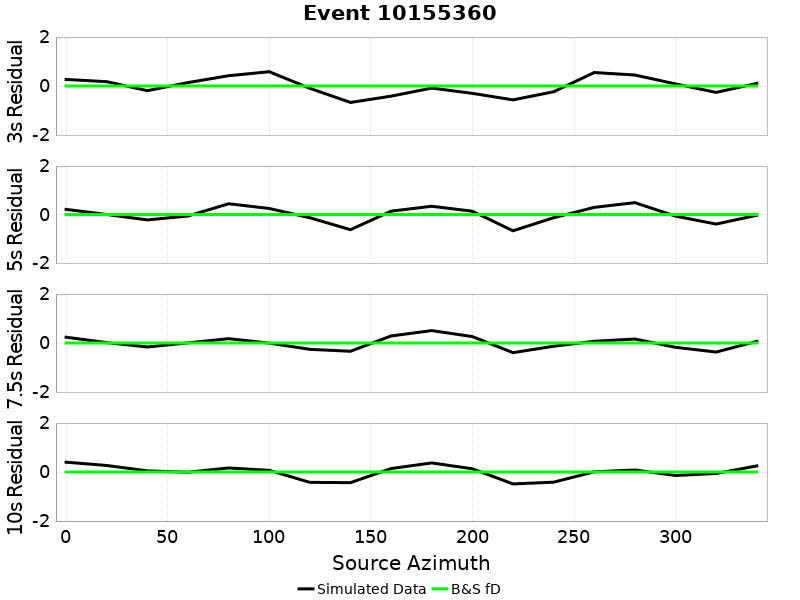 Event 10155360
3s Residual
2
0
-2
5s Residual
2
0
-2
7.5s Residual
2
0
-2
10s Residual
2
0
-2
0 50 100 150 200 250 300
Source Azimuth
Simulated Data B&S fD